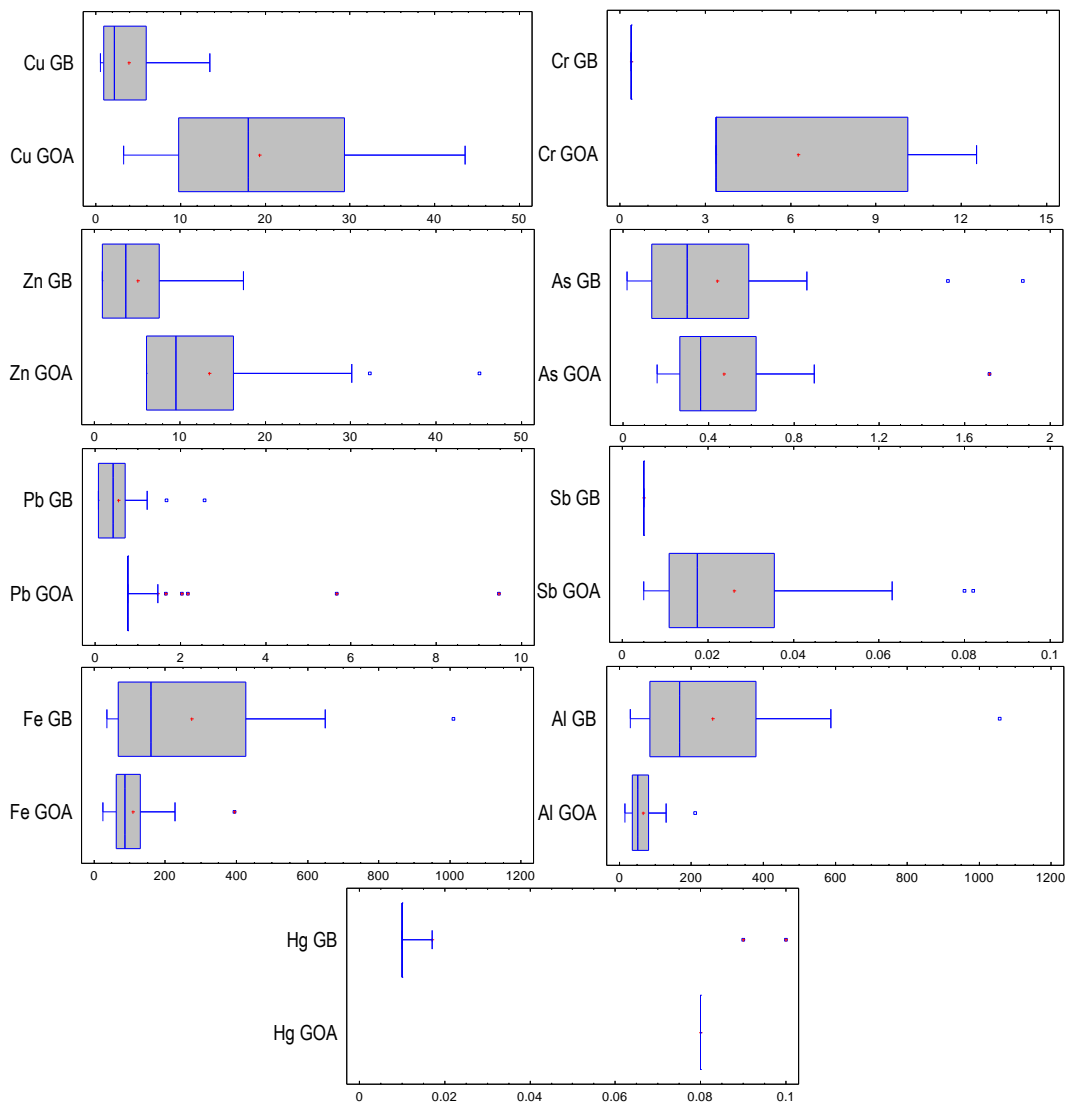 Cu GB
Cu GOA
0 10 20 30 40 50
Cr GB
Cr GOA
0 3 6 9 12 15
Zn GB
Zn GOA
0 10 20 30 40 50
As GB
As GOA
0 0.4 0.8 1.2 1.6 2
Pb GB
Pb GOA
0 2 4 6 8 10
Sb GB
Sb GOA
0 0.02 0.04 0.06 0.08 0.1
Fe GB
Fe GOA
0 200 400 600 800 1000 1200
Al GB
Al GOA
0 200 400 600 800 1000 1200
Hg GB
Hg GOA
0 0.02 0.04 0.06 0.08 0.1